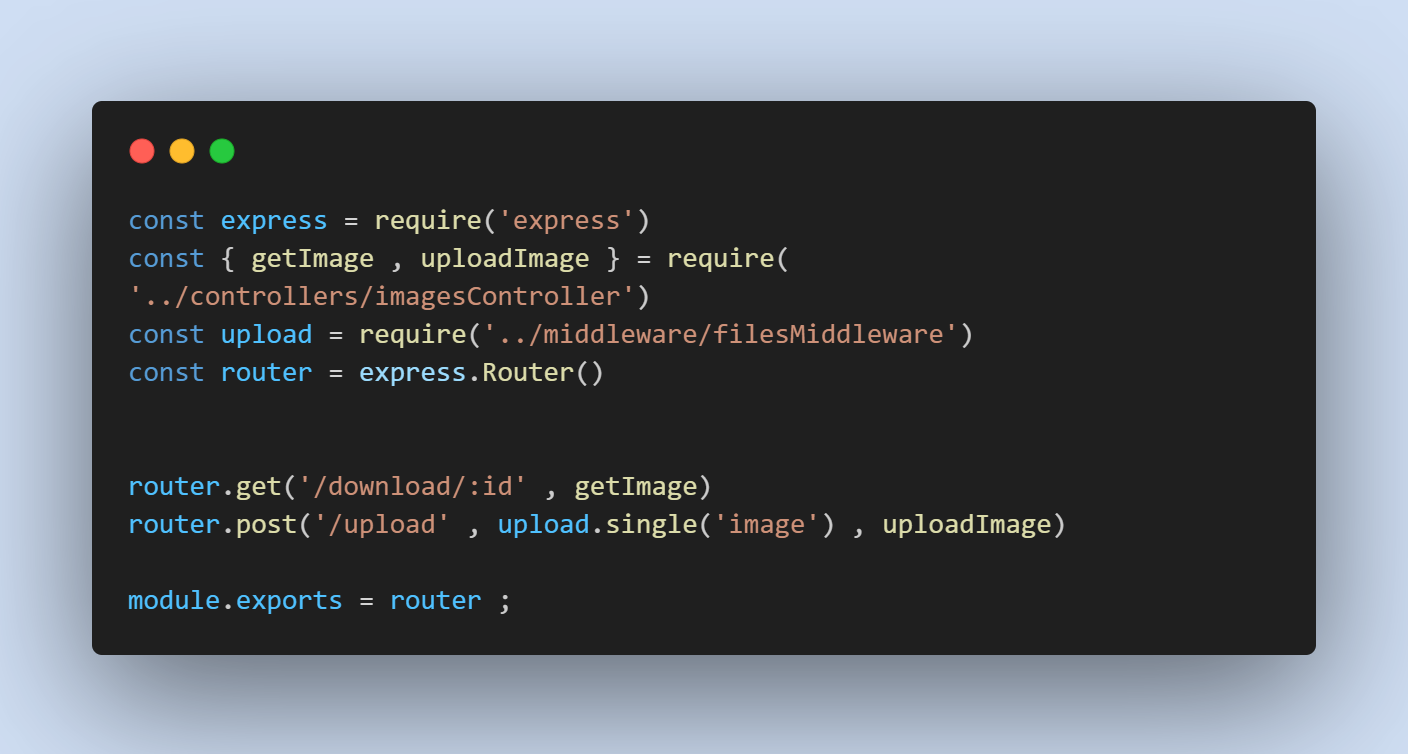 const express = require('express')
const { getImage , uploadImage } = require(
'../controllers/imagesController')
const upload = require('../middleware/filesMiddleware')
const router = express.Router()
router.get('/download/:id' , getImage)
router.post('/upload' , upload.single('image') , uploadImage)
module.exports = router ;